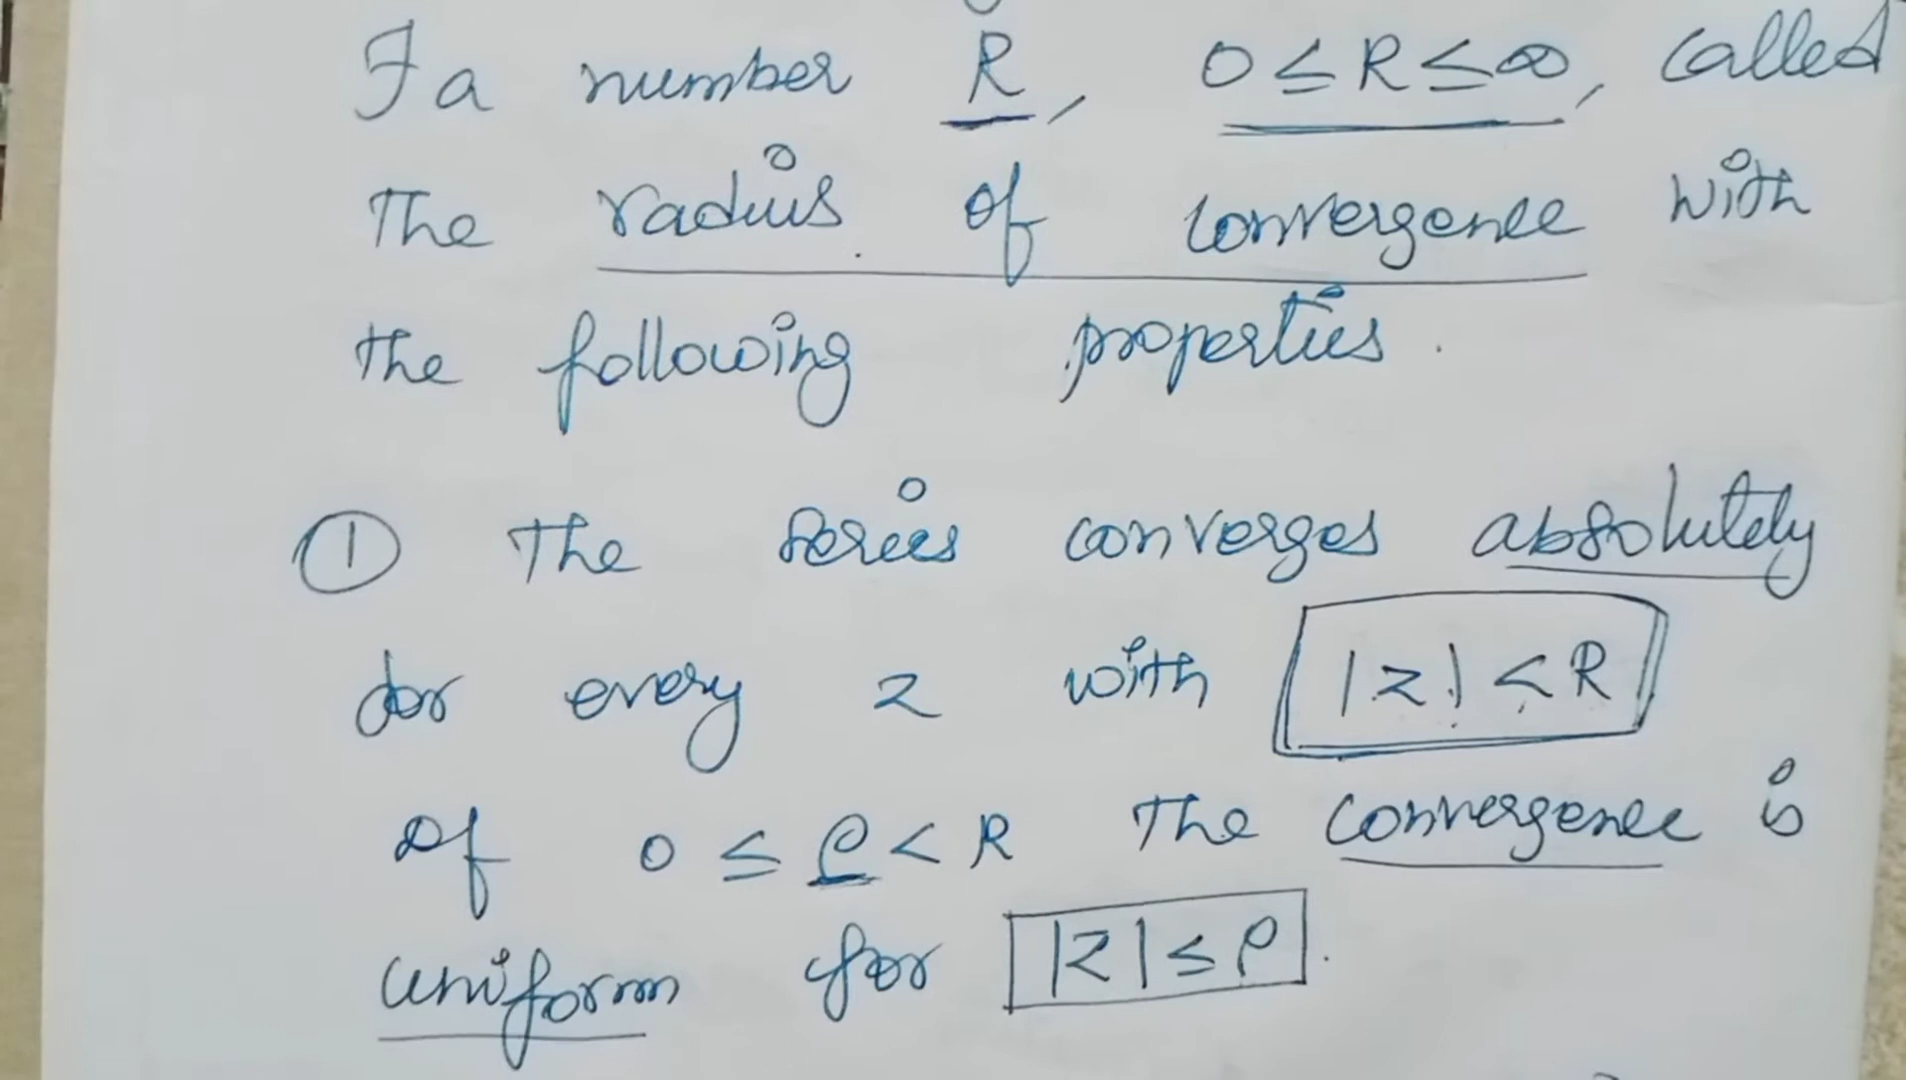 ∃ a number R, 0 ≤ R ≤ ∞, called
The radius of convergence with
the following properties.
① The series converges absolutely
for every z with |z| < R
If 0 ≤ ρ < R The convergence is
uniform for |z| ≤ ρ.